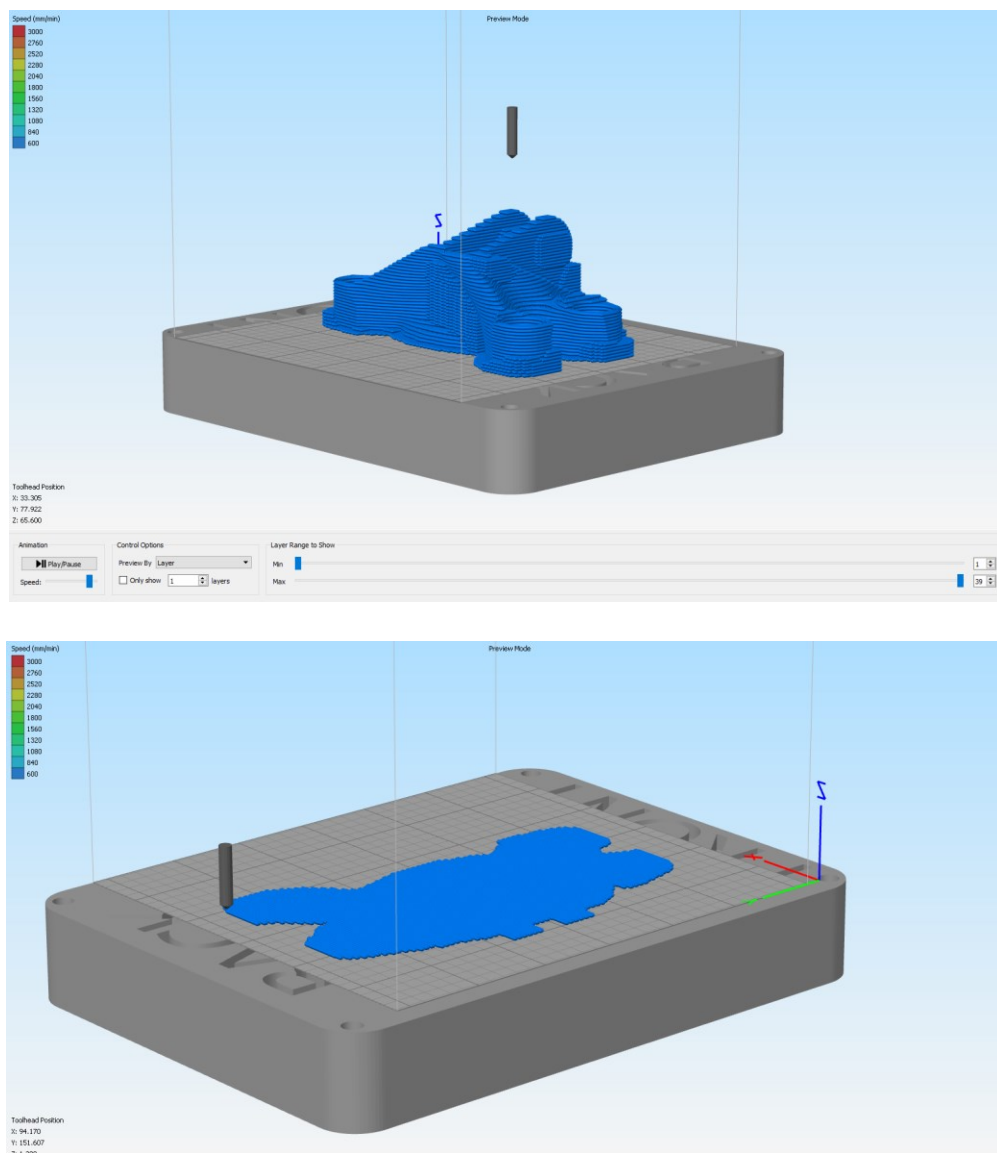 Speed (mm/min)
Preview Mode
3000
2760
2520
2280
2040
1800
1560
1320
1080
840
600
Z
Toolhead Position
X: 33.305
Y: 77.922
Z: 65.600
Animation
Control Options
Layer Range to Show
Play/Pause
Preview By Layer
Min
1
Speed:
Only show 1 layers
Max
39
Speed (mm/min)
Preview Mode
3000
2760
2520
2280
2040
1800
1560
1320
1080
840
600
Z
X
Toolhead Position
X: 94.170
Y: 151.607